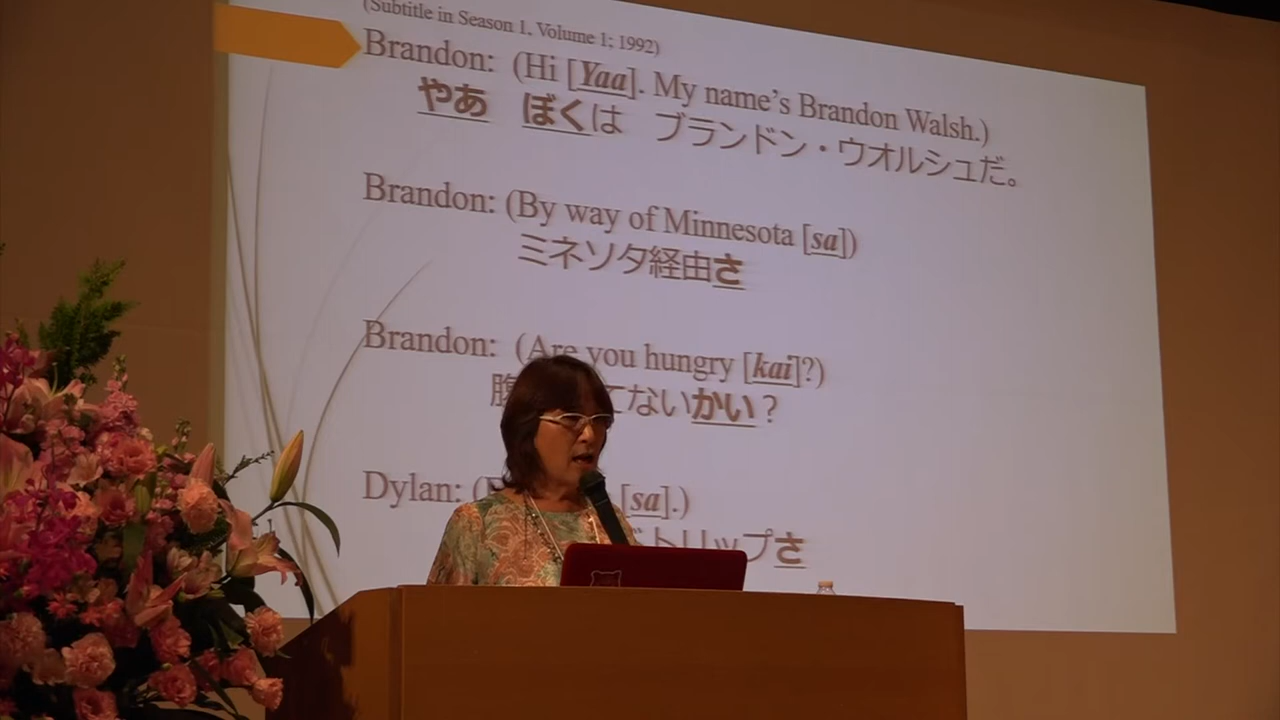 (Subtitle in Season 1, Volume 1; 1992)
Brandon: (Hi [Yaa]. My name's Brandon Walsh.)
やあ ぼくは ブランドン・ウオルシュだ。
Brandon: (By way of Minnesota [sa])
ミネソタ経由さ
Brandon: (Are you hungry [kai]?)
てないかい？
Dylan: ( [sa].)
トリップさ